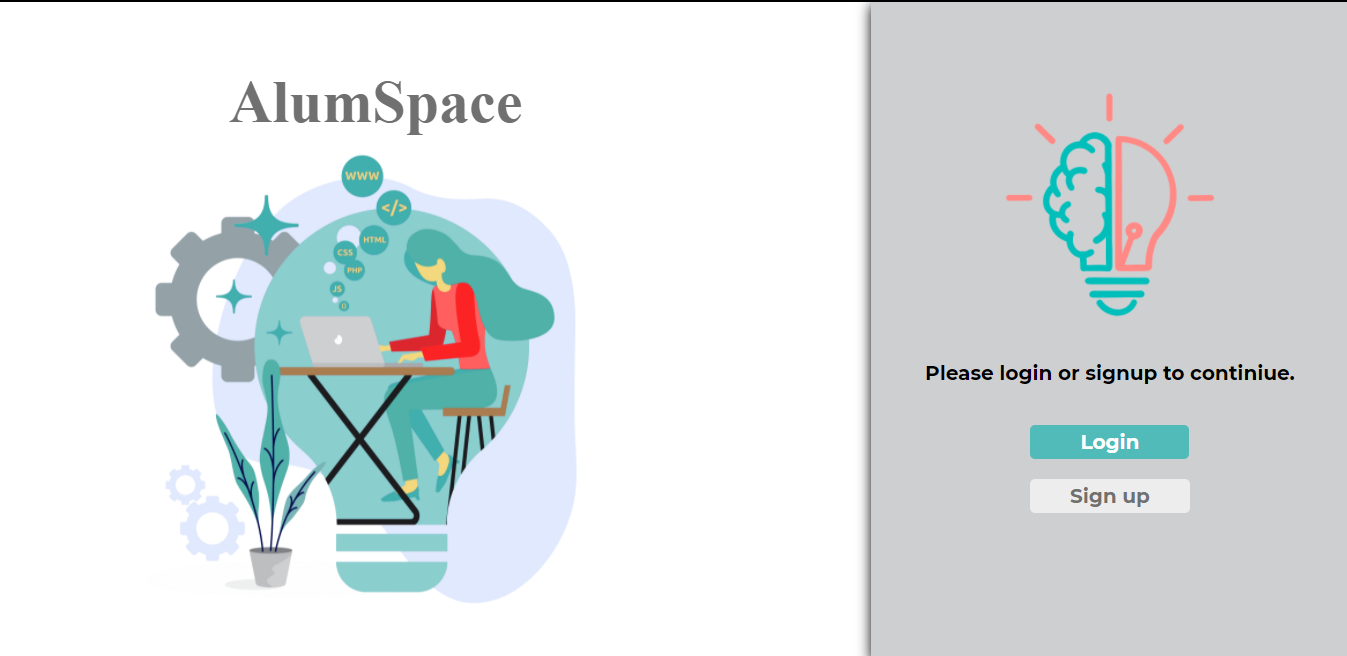 AlumSpace
WWW
</>
HTML
CSS
PHP
JS
{}
Please login or signup to continiue.
Login
Sign up